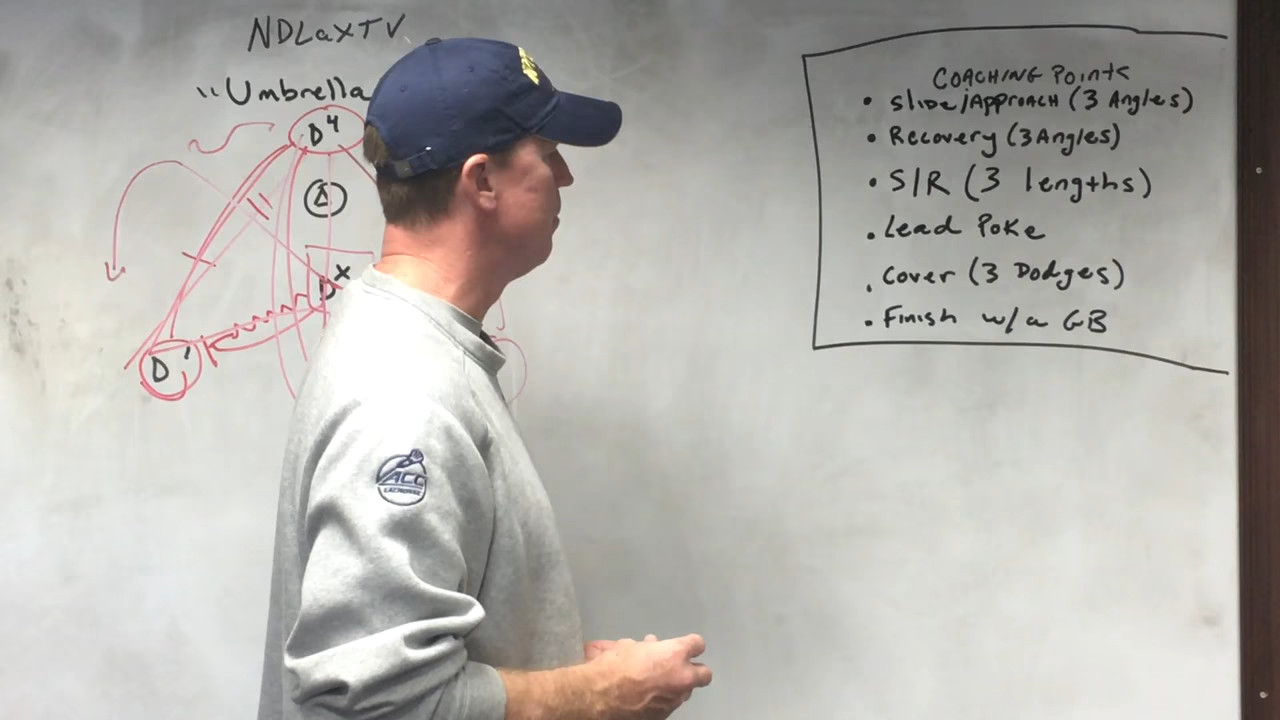 NDLaxTV
"Umbrella
D4
Δ
X
D
D'
COACHING POINTS
• Slide/APPROACH (3 Angles)
• Recovery (3 Angles)
• S/R (3 lengths)
• Lead Poke
• Cover (3 Dodges)
• Finish w/a GB
ACC
LACROSSE